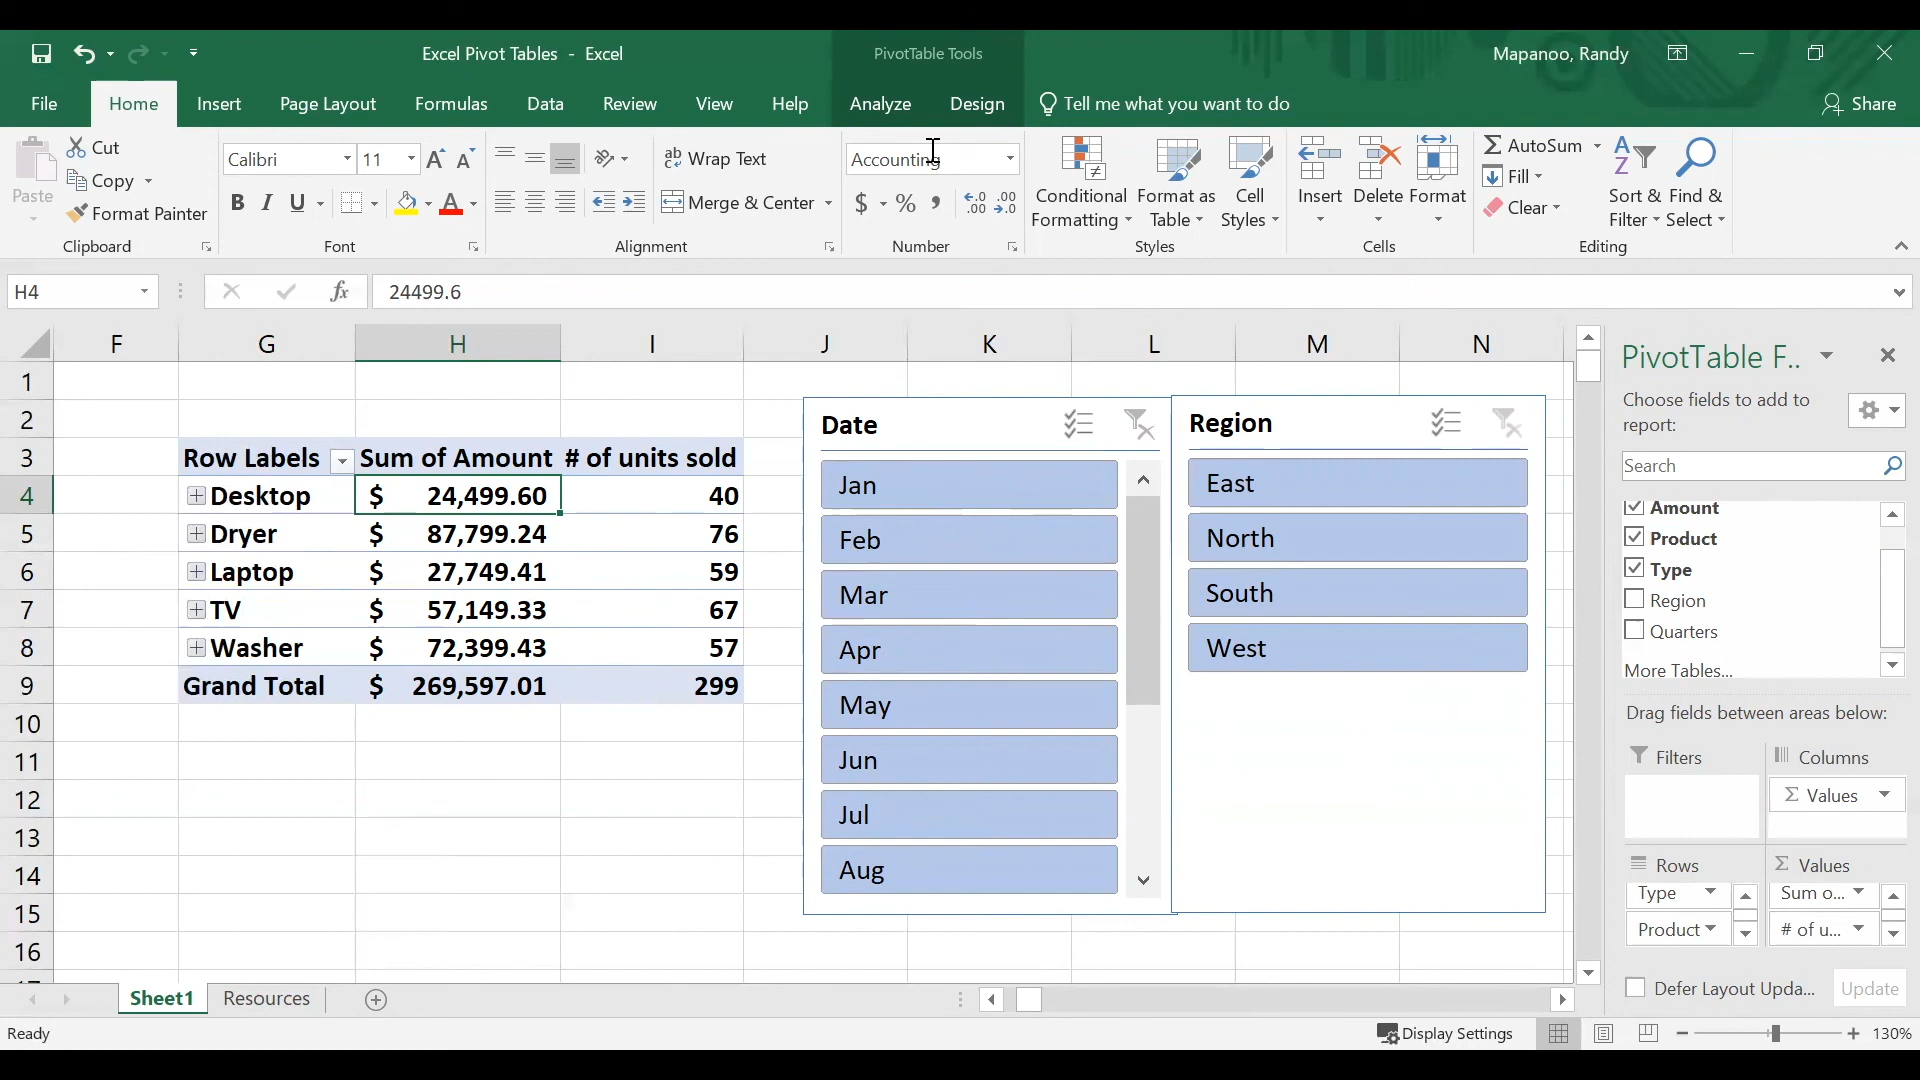 Excel Pivot Tables - Excel
PivotTable Tools
Mapanoo, Randy
File Home Insert Page Layout Formulas Data Review View Help Analyze Design Tell me what you want to do Share
Paste
Cut
Copy
Format Painter
Clipboard
Calibri 11
B I U
Font
Wrap Text
Merge & Center
Alignment
Accounting
$ % ,
Number
Conditional Formatting
Format as Table
Cell Styles
Styles
Insert Delete Format
Cells
AutoSum
Fill
Clear
Sort & Filter
Find & Select
Editing
H4 fx 24499.6
F G H I J K L M N
1
2
3 Row Labels Sum of Amount # of units sold
4 Desktop $ 24,499.60 40
5 Dryer $ 87,799.24 76
6 Laptop $ 27,749.41 59
7 TV $ 57,149.33 67
8 Washer $ 72,399.43 57
9 Grand Total $ 269,597.01 299
10
11
12
13
14
15
16
Date
Jan
Feb
Mar
Apr
May
Jun
Jul
Aug
Region
East
North
South
West
PivotTable F..
Choose fields to add to
report:
Search
Amount
Product
Type
Region
Quarters
More Tables...
Drag fields between areas below:
Filters
Columns
Values
Rows
Type
Product
Values
Sum o...
# of u...
Defer Layout Upda... Update
Sheet1 Resources
Ready
Display Settings
130%